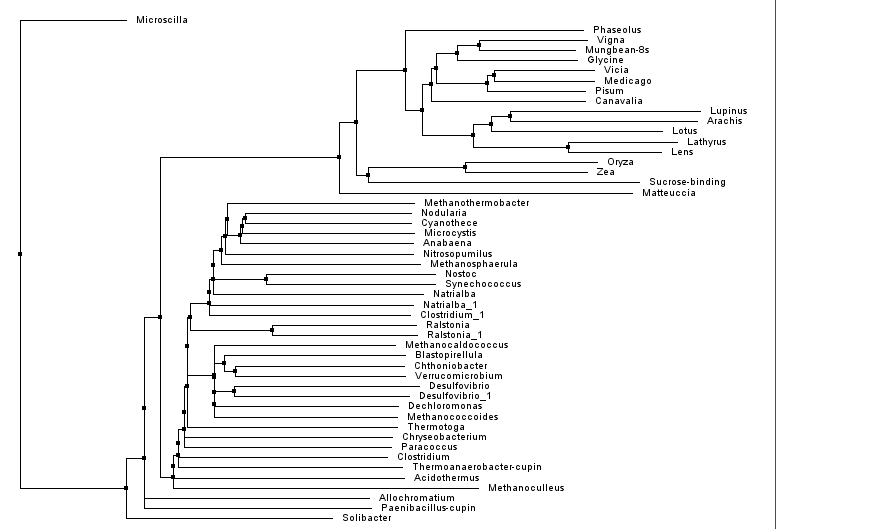 Microscilla
Phaseolus
Vigna
Mungbean-8s
Glycine
Vicia
Medicago
Pisum
Canavalia
Lupinus
Arachis
Lotus
Lathyrus
Lens
Oryza
Zea
Sucrose-binding
Matteuccia
Methanothermobacter
Nodularia
Cyanothece
Microcystis
Anabaena
Nitrosopumilus
Methanosphaerula
Nostoc
Synechococcus
Natrialba
Natrialba_1
Clostridium_1
Ralstonia
Ralstonia_1
Methanocaldococcus
Blastopirellula
Chthoniobacter
Verrucomicrobium
Desulfovibrio
Desulfovibrio_1
Dechloromonas
Methanococcoides
Thermotoga
Chryseobacterium
Paracoccus
Clostridium
Thermoanaerobacter-cupin
Acidothermus
Methanoculleus
Allochromatium
Paenibacillus-cupin
Solibacter